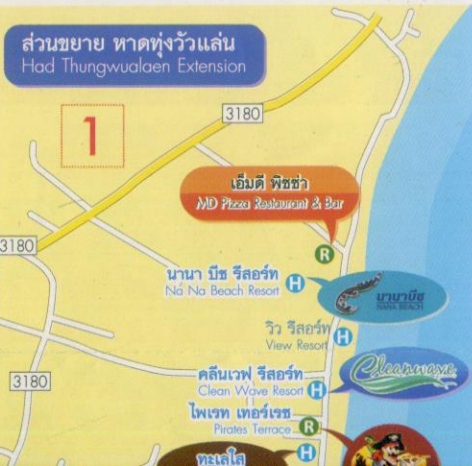 ส่วนขยาย หาดทุ่งวัวแล่น
Had Thungwualaen Extension
3180
1
เอ็มดี พิซซ่า
MD Pizza Restaurant & Bar
R
3180
นานา บีช รีสอร์ท
Na Na Beach Resort
H
นานาบีช
NANA BEACH
วิว รีสอร์ท
View Resort
H
3180
คลีนเวฟ รีสอร์ท
Clean Wave Resort
H
Cleanwave
ไพเรท เทอร์เรซ
Pirates Terrace
R
ทะเลใส
H